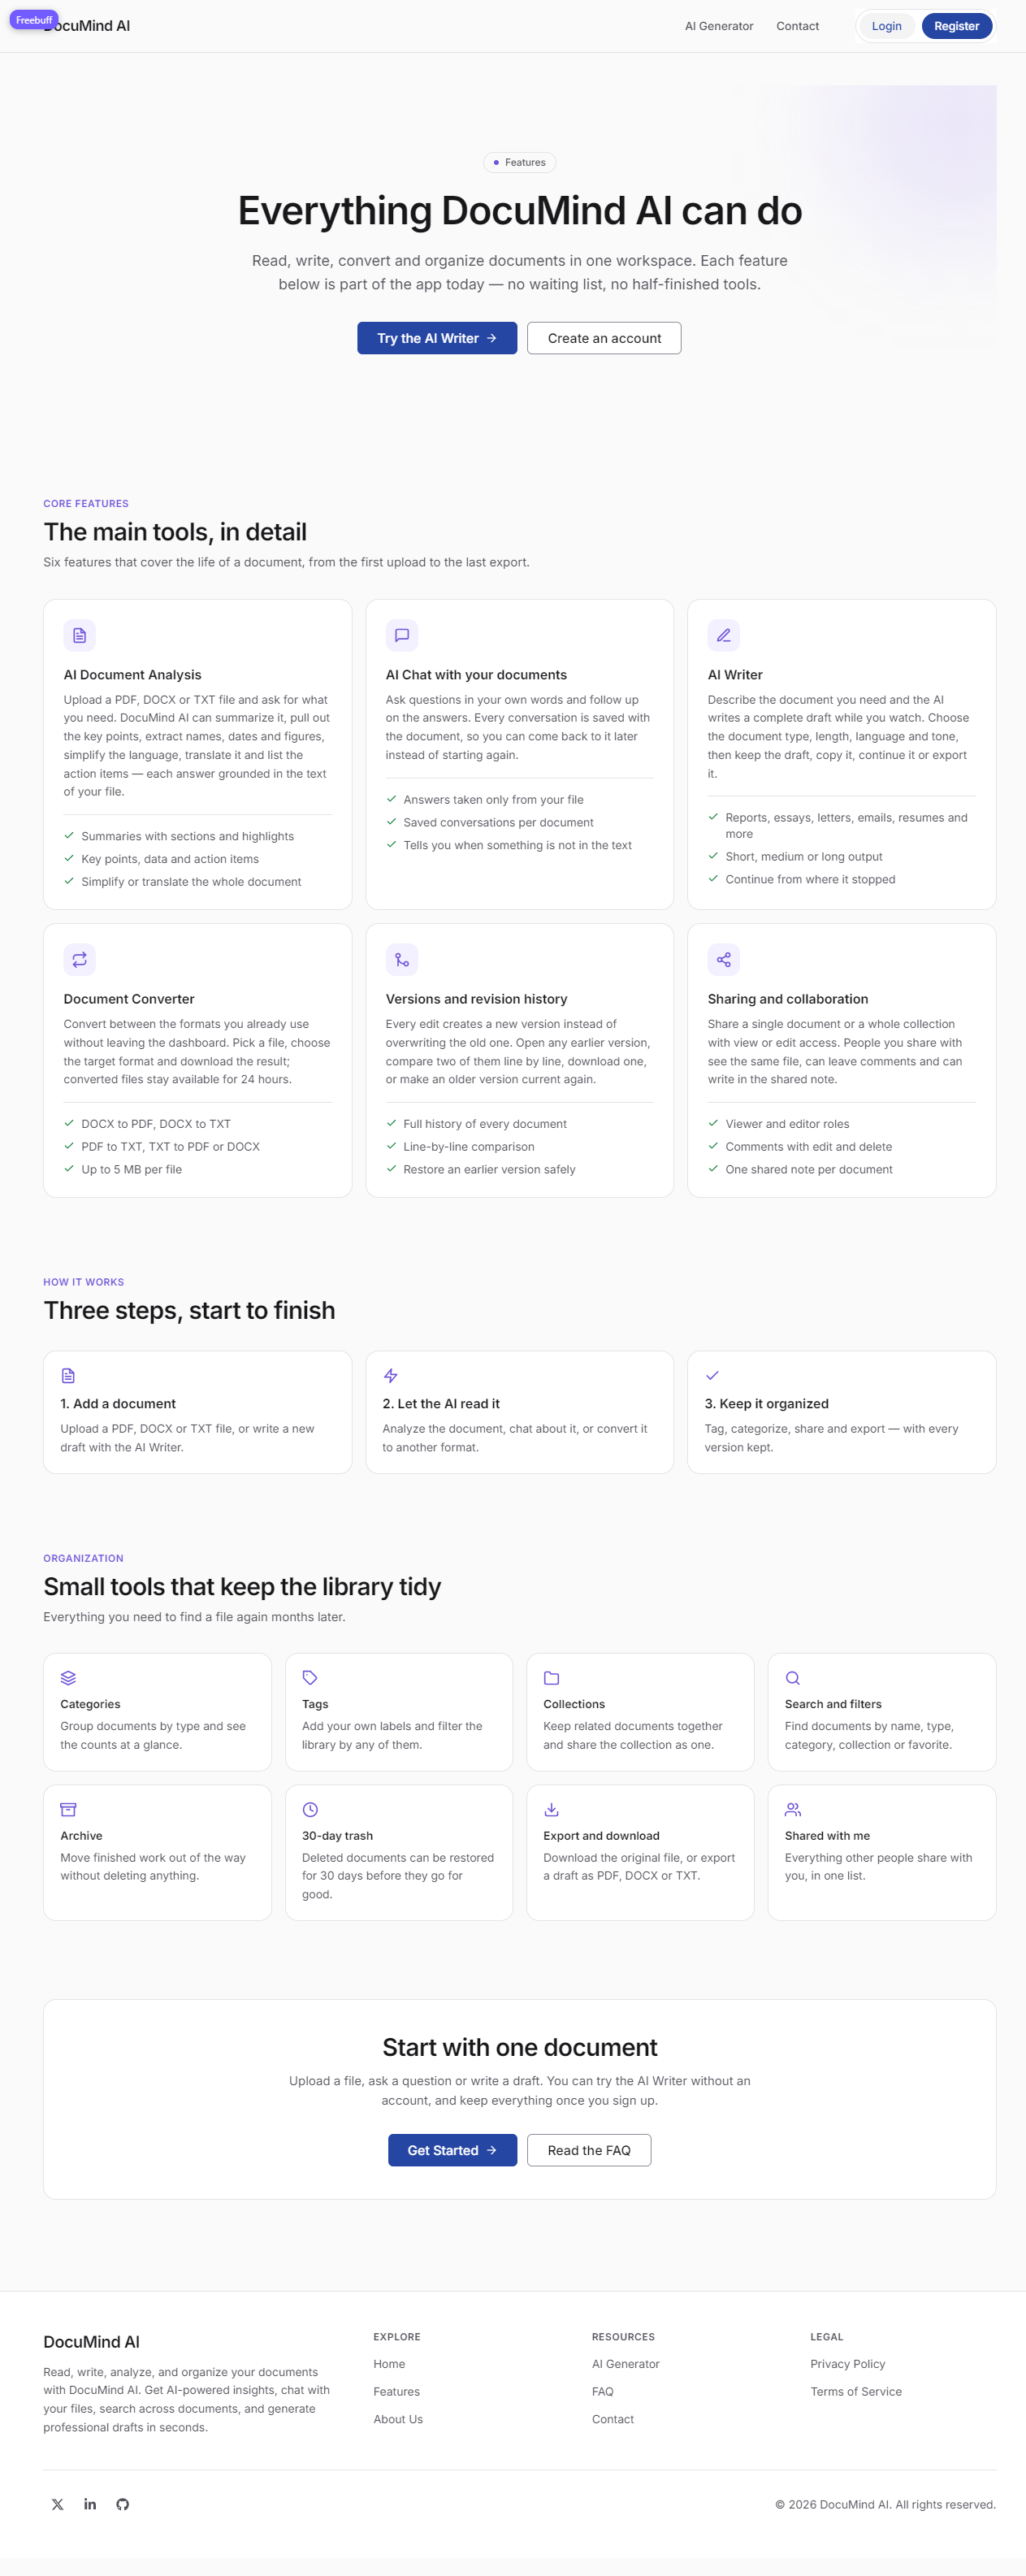 Freebuff
DocuMind AI
AI Generator
Contact
Login
Register
Features
Everything DocuMind AI can do
Read, write, convert and organize documents in one workspace. Each feature
below is part of the app today — no waiting list, no half-finished tools.
Try the AI Writer
Create an account
CORE FEATURES
The main tools, in detail
Six features that cover the life of a document, from the first upload to the last export.
AI Document Analysis
Upload a PDF, DOCX or TXT file and ask for what
you need. DocuMind AI can summarize it, pull out
the key points, extract names, dates and figures,
simplify the language, translate it and list the
action items — each answer grounded in the text
of your file.
Summaries with sections and highlights
Key points, data and action items
Simplify or translate the whole document
AI Chat with your documents
Ask questions in your own words and follow up
on the answers. Every conversation is saved with
the document, so you can come back to it later
instead of starting again.
Answers taken only from your file
Saved conversations per document
Tells you when something is not in the text
AI Writer
Describe the document you need and the AI
writes a complete draft while you watch. Choose
the document type, length, language and tone,
then keep the draft, copy it, continue it or export
it.
Reports, essays, letters, emails, resumes and
more
Short, medium or long output
Continue from where it stopped
Document Converter
Convert between the formats you already use
without leaving the dashboard. Pick a file, choose
the target format and download the result;
converted files stay available for 24 hours.
DOCX to PDF, DOCX to TXT
PDF to TXT, TXT to PDF or DOCX
Up to 5 MB per file
Versions and revision history
Every edit creates a new version instead of
overwriting the old one. Open any earlier version,
compare two of them line by line, download one,
or make an older version current again.
Full history of every document
Line-by-line comparison
Restore an earlier version safely
Sharing and collaboration
Share a single document or a whole collection
with view or edit access. People you share with
see the same file, can leave comments and can
write in the shared note.
Viewer and editor roles
Comments with edit and delete
One shared note per document
HOW IT WORKS
Three steps, start to finish
1. Add a document
Upload a PDF, DOCX or TXT file, or write a new
draft with the AI Writer.
2. Let the AI read it
Analyze the document, chat about it, or convert it
to another format.
3. Keep it organized
Tag, categorize, share and export — with every
version kept.
ORGANIZATION
Small tools that keep the library tidy
Everything you need to find a file again months later.
Categories
Group documents by type and see
the counts at a glance.
Tags
Add your own labels and filter the
library by any of them.
Collections
Keep related documents together
and share the collection as one.
Search and filters
Find documents by name, type,
category, collection or favorite.
Archive
Move finished work out of the way
without deleting anything.
30-day trash
Deleted documents can be restored
for 30 days before they go for
good.
Export and download
Download the original file, or export
a draft as PDF, DOCX or TXT.
Shared with me
Everything other people share with
you, in one list.
Start with one document
Upload a file, ask a question or write a draft. You can try the AI Writer without an
account, and keep everything once you sign up.
Get Started
Read the FAQ
DocuMind AI
Read, write, analyze, and organize your documents
with DocuMind AI. Get AI-powered insights, chat with
your files, search across documents, and generate
professional drafts in seconds.
EXPLORE
Home
Features
About Us
RESOURCES
AI Generator
FAQ
Contact
LEGAL
Privacy Policy
Terms of Service
© 2026 DocuMind AI. All rights reserved.